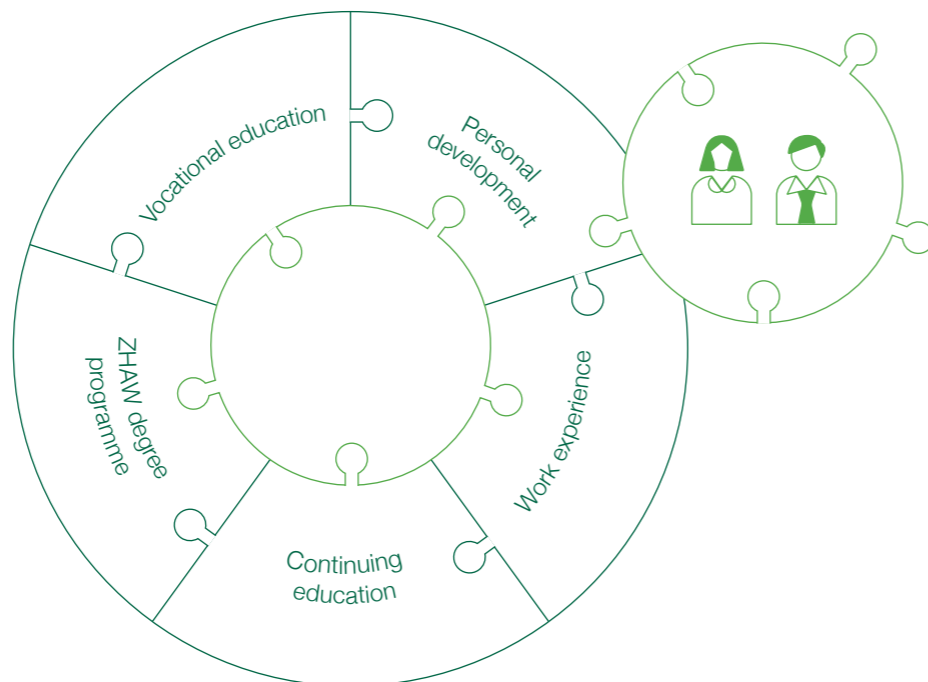 Vocational education
Personal
development
ZHAW degree
programme
Work experience
Continuing
education